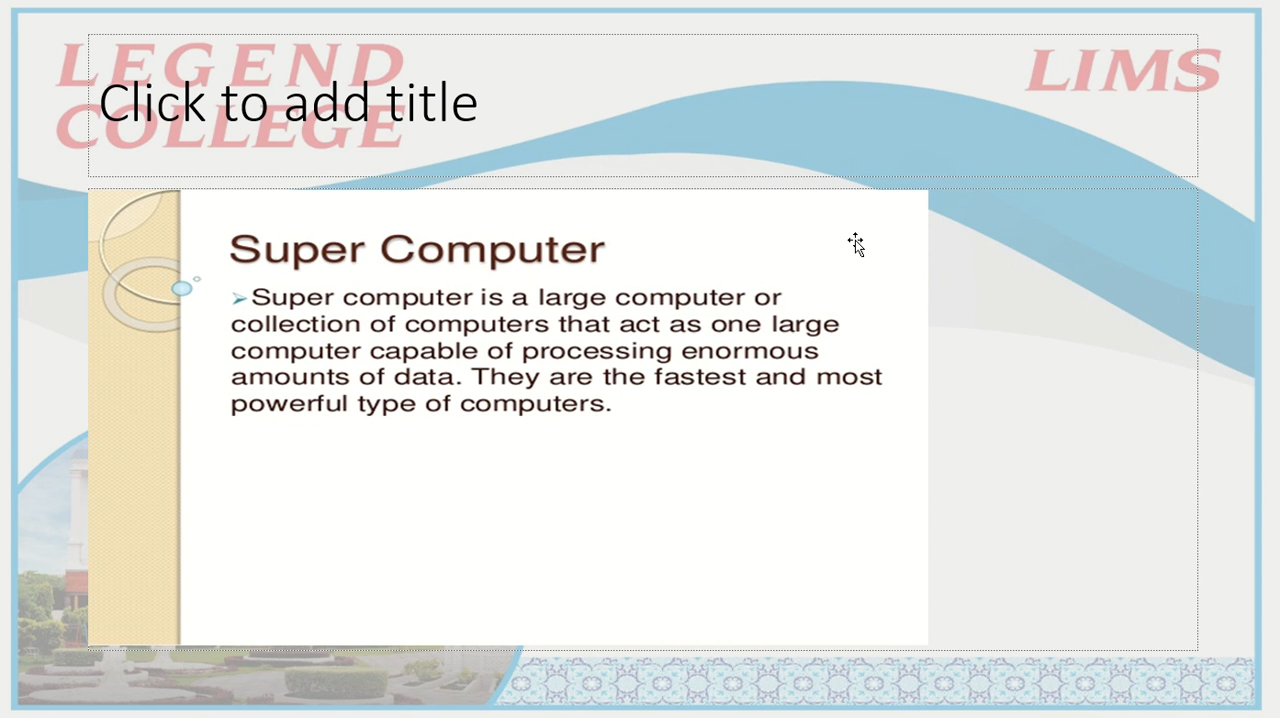 LEGEND
COLLEGE
LIMS
Click to add title
Super Computer
➢Super computer is a large computer or
collection of computers that act as one large
computer capable of processing enormous
amounts of data. They are the fastest and most
powerful type of computers.